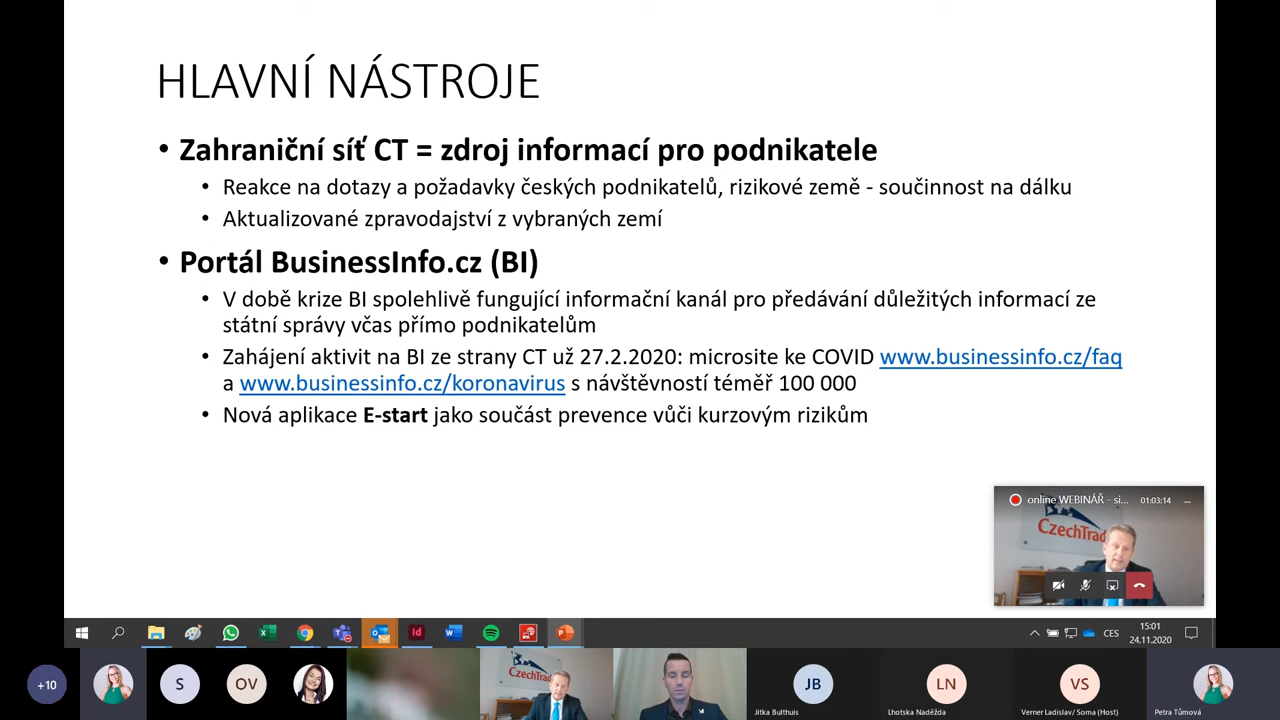 HLAVNÍ NÁSTROJE
• Zahraniční síť CT = zdroj informací pro podnikatele
• Reakce na dotazy a požadavky českých podnikatelů, rizikové země - součinnost na dálku
• Aktualizované zpravodajství z vybraných zemí
• Portál BusinessInfo.cz (BI)
• V době krize BI spolehlivě fungující informační kanál pro předávání důležitých informací ze
státní správy včas přímo podnikatelům
• Zahájení aktivit na BI ze strany CT už 27.2.2020: microsite ke COVID www.businessinfo.cz/faq
a www.businessinfo.cz/koronavirus s návštěvností téměř 100 000
• Nová aplikace E-start jako součást prevence vůči kurzovým rizikům
online WEBINÁŘ - si... 01:03:14 ...
CzechTrad
CES
15:01
24.11.2020
+10
S
OV
CzechTrad
JB
Jitka Bulthuis
LN
Lhotska Naděžda
VS
Verner Ladislav/ Soma (Host)
Petra Tůmová